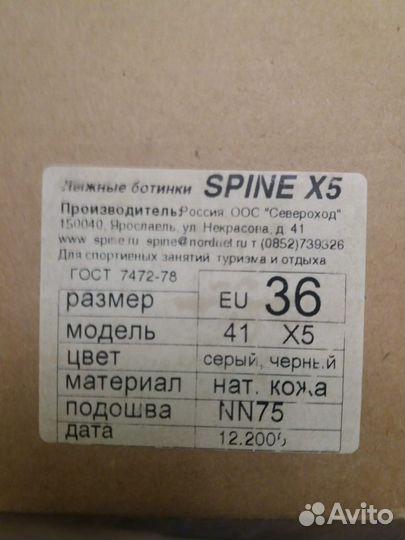 Лыжные ботинки SPINE X5
Производитель: Россия, ООС "Североход"
150040, Ярославль, ул. Некрасова, д. 41
www. spine.ru spine@nordnet.ru т (0852)739326
Для спортивных занятий туризма и отдыха
ГОСТ 7472-78
размер EU 36
модель 41 X5
цвет серый, черный
материал нат. кожа
подошва NN75
дата
Avito